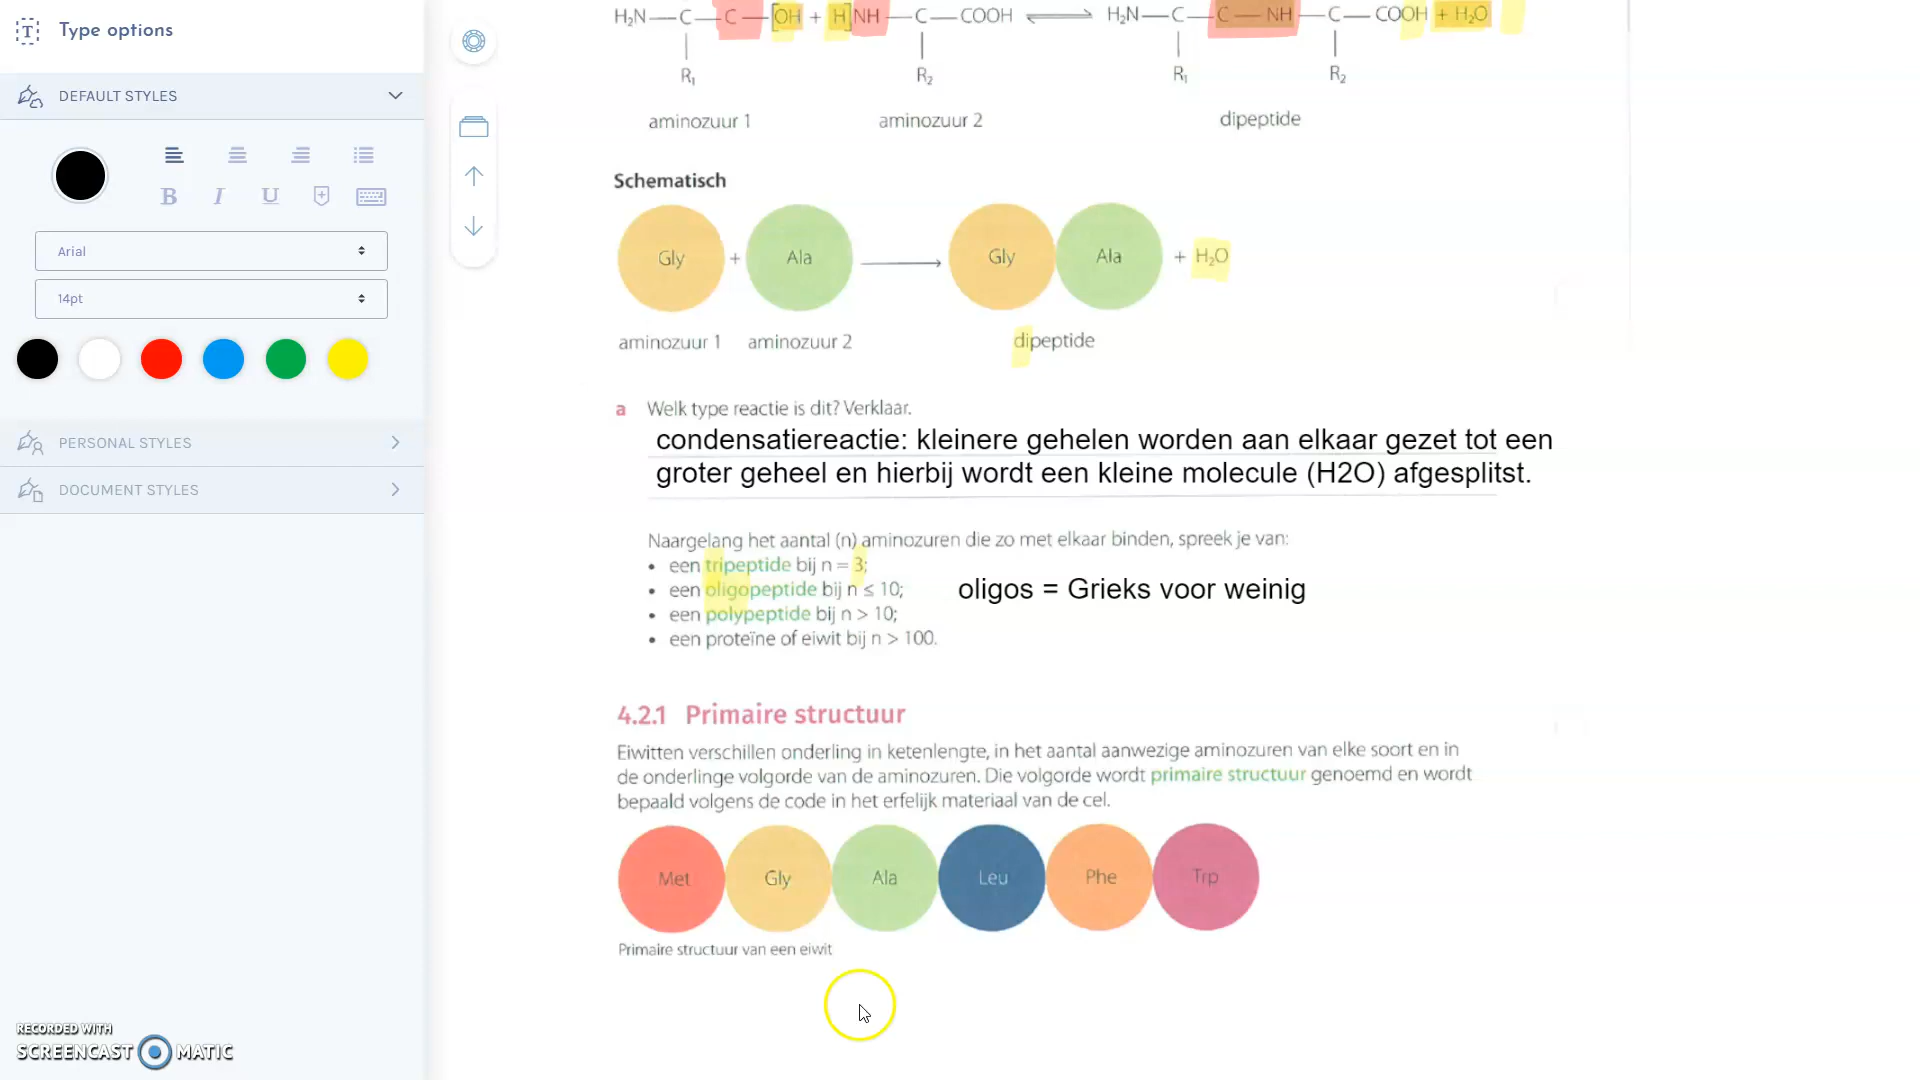 Type options
DEFAULT STYLES
B I U
Arial
14pt
PERSONAL STYLES
DOCUMENT STYLES
RECORDED WITH
SCREENCAST MATIC
H₂N—C—C—[OH + H]NH—C—COOH ⇌ H₂N—C—C—NH—C—COOH + H₂O
R₁ R₂ R₁ R₂
aminozuur 1 aminozuur 2 dipeptide
Schematisch
Gly + Ala → Gly Ala + H₂O
aminozuur 1 aminozuur 2 dipeptide
a Welk type reactie is dit? Verklaar.
condensatiereactie: kleinere gehelen worden aan elkaar gezet tot een
groter geheel en hierbij wordt een kleine molecule (H2O) afgesplitst.
Naargelang het aantal (n) aminozuren die zo met elkaar binden, spreek je van:
• een tripeptide bij n = 3;
• een oligopeptide bij n ≤ 10; oligos = Grieks voor weinig
• een polypeptide bij n > 10;
• een proteïne of eiwit bij n > 100.
4.2.1 Primaire structuur
Eiwitten verschillen onderling in ketenlengte, in het aantal aanwezige aminozuren van elke soort en in
de onderlinge volgorde van de aminozuren. Die volgorde wordt primaire structuur genoemd en wordt
bepaald volgens de code in het erfelijk materiaal van de cel.
Met Gly Ala Leu Phe Trp
Primaire structuur van een eiwit